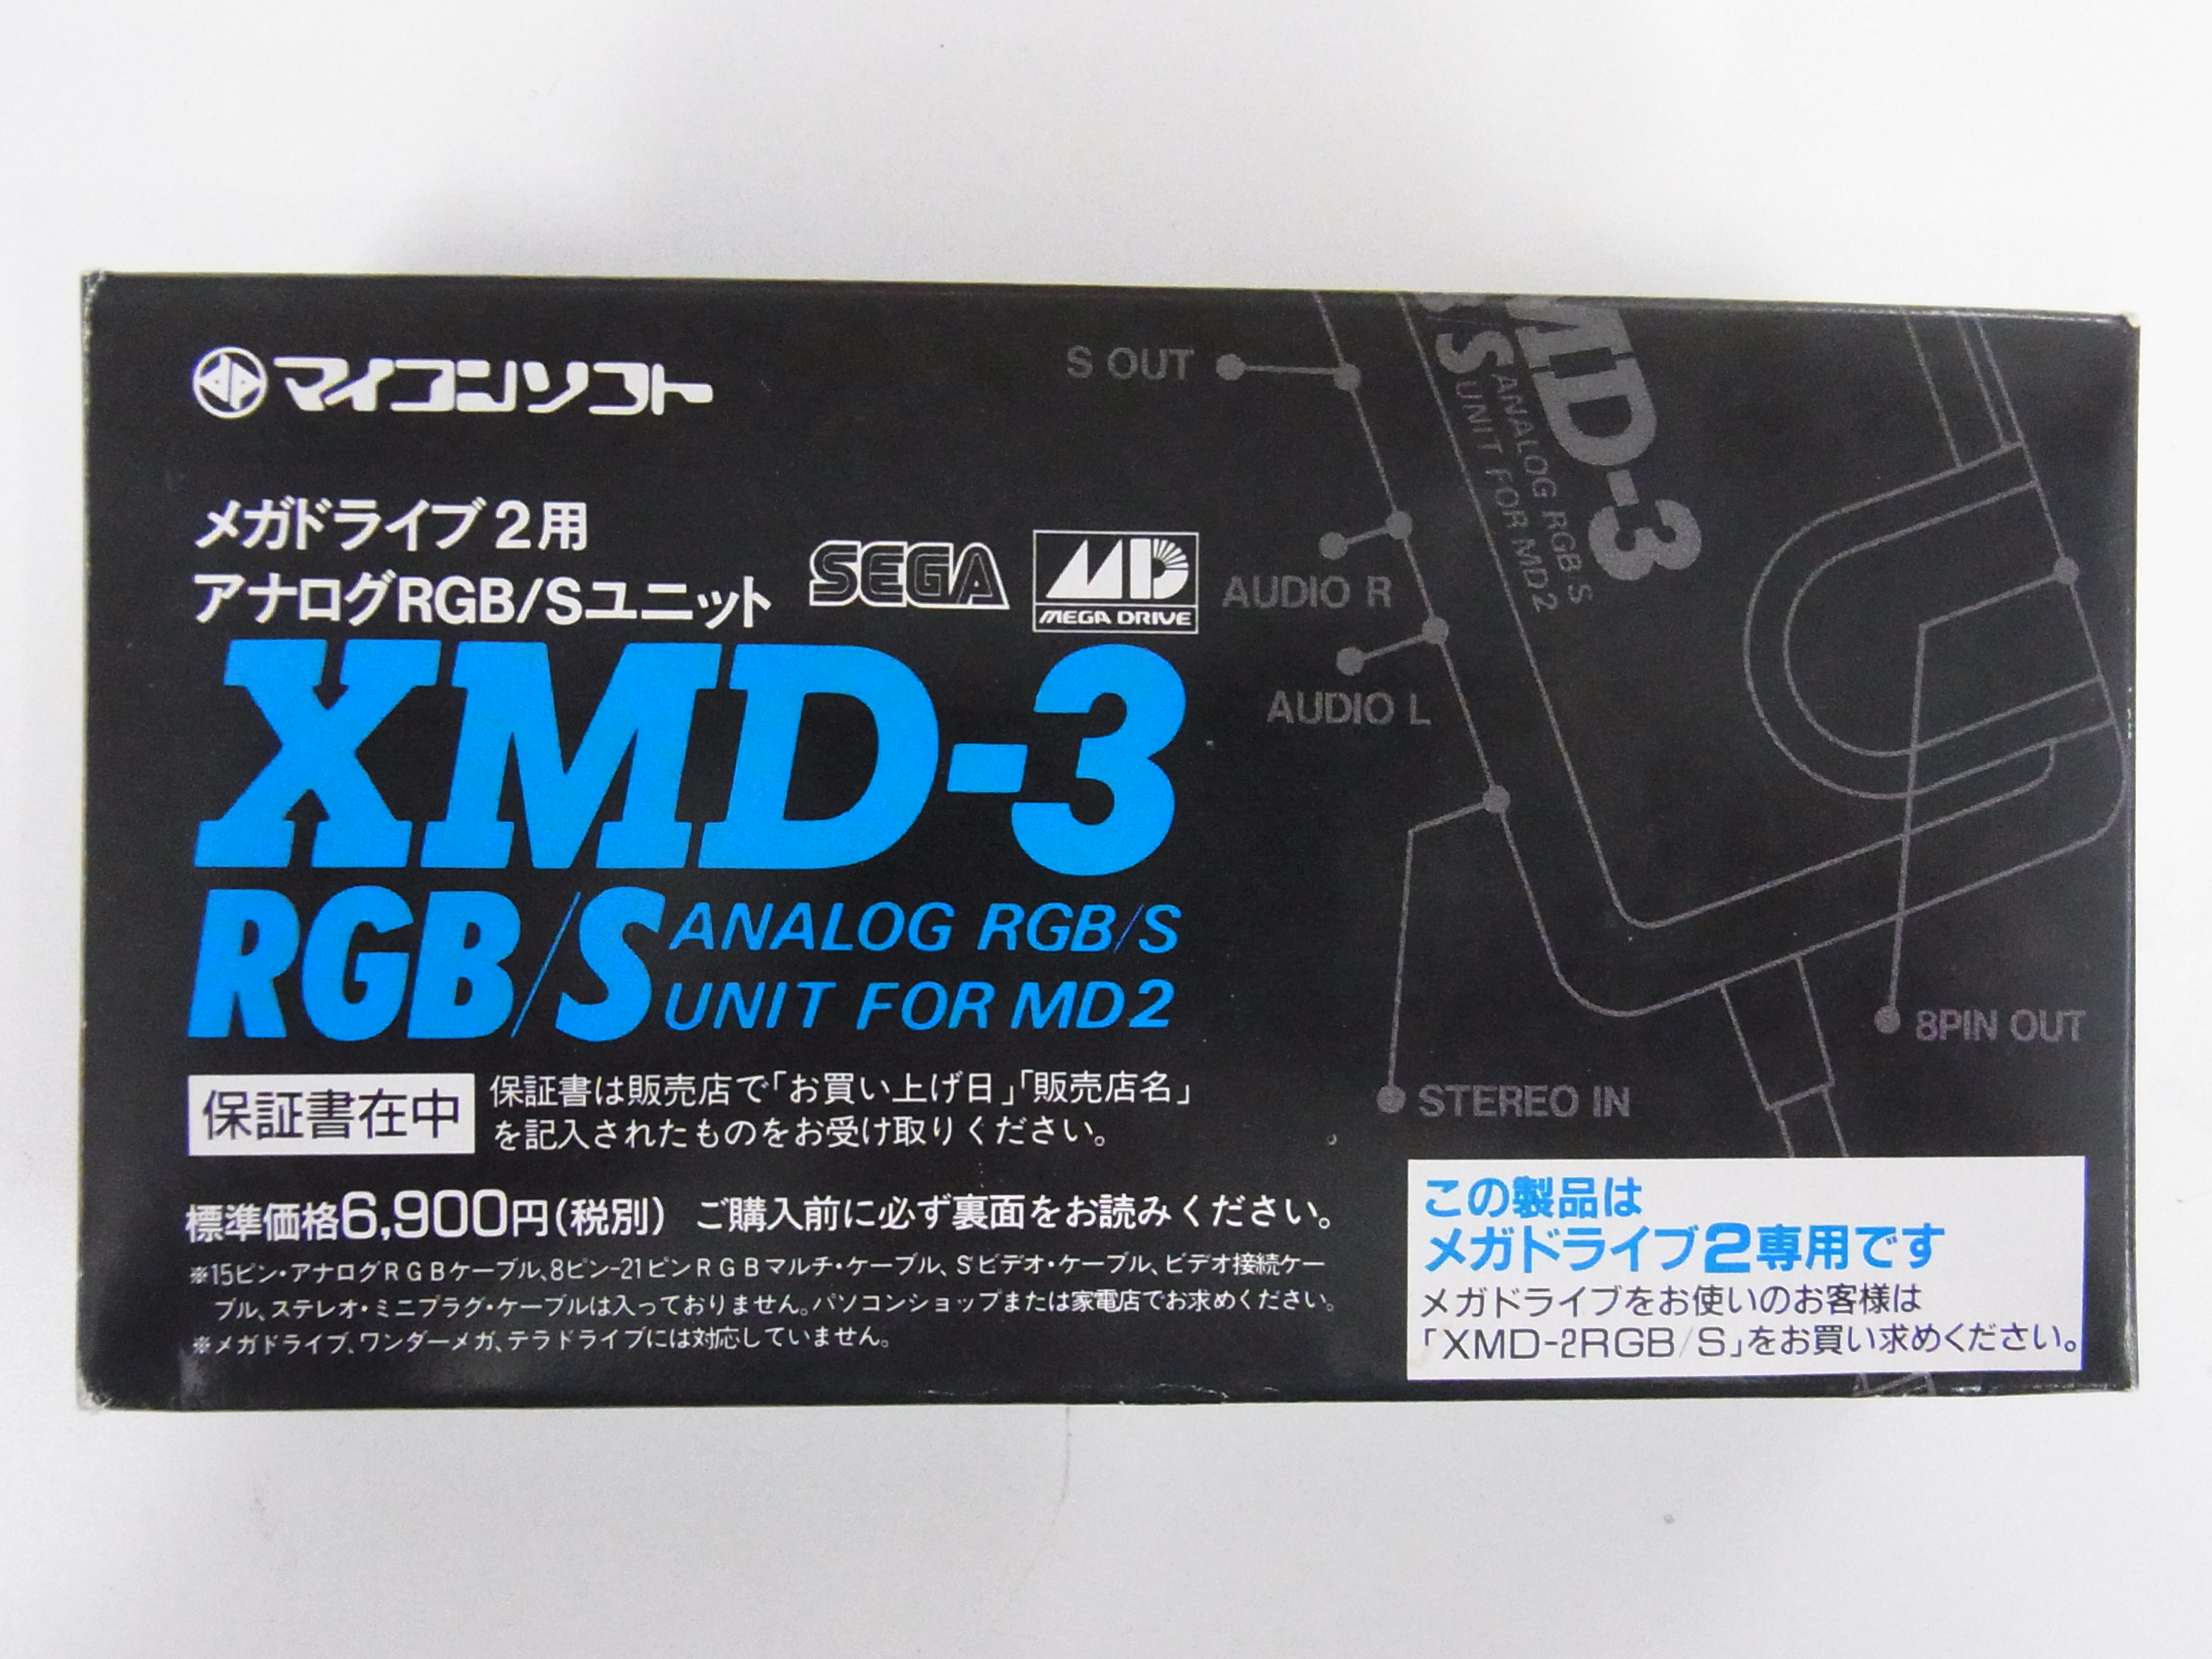 マイコンソフト
メガドライブ2用
アナログRGB/Sユニット
SEGA
MD
MEGA DRIVE
XMD-3
RGB/S
ANALOG RGB/S
UNIT FOR MD2
保証書在中
保証書は販売店で「お買い上げ日」「販売店名」
を記入されたものをお受け取りください。
標準価格6,900円(税別) ご購入前に必ず裏面をお読みください。
※15ピン・アナログRGBケーブル、8ピン-21ピンRGBマルチ・ケーブル、Sビデオ・ケーブル、ビデオ接続ケー
ブル、ステレオ・ミニプラグ・ケーブルは入っておりません。パソコンショップまたは家電店でお求めください。
※メガドライブ、ワンダーメガ、テラドライブには対応していません。
S OUT
AUDIO R
AUDIO L
STEREO IN
8PIN OUT
MD-3
/S
ANALOG RGB/S
UNIT FOR MD2
この製品は
メガドライブ2専用です
メガドライブをお使いのお客様は
「XMD-2RGB/S」をお買い求めください。